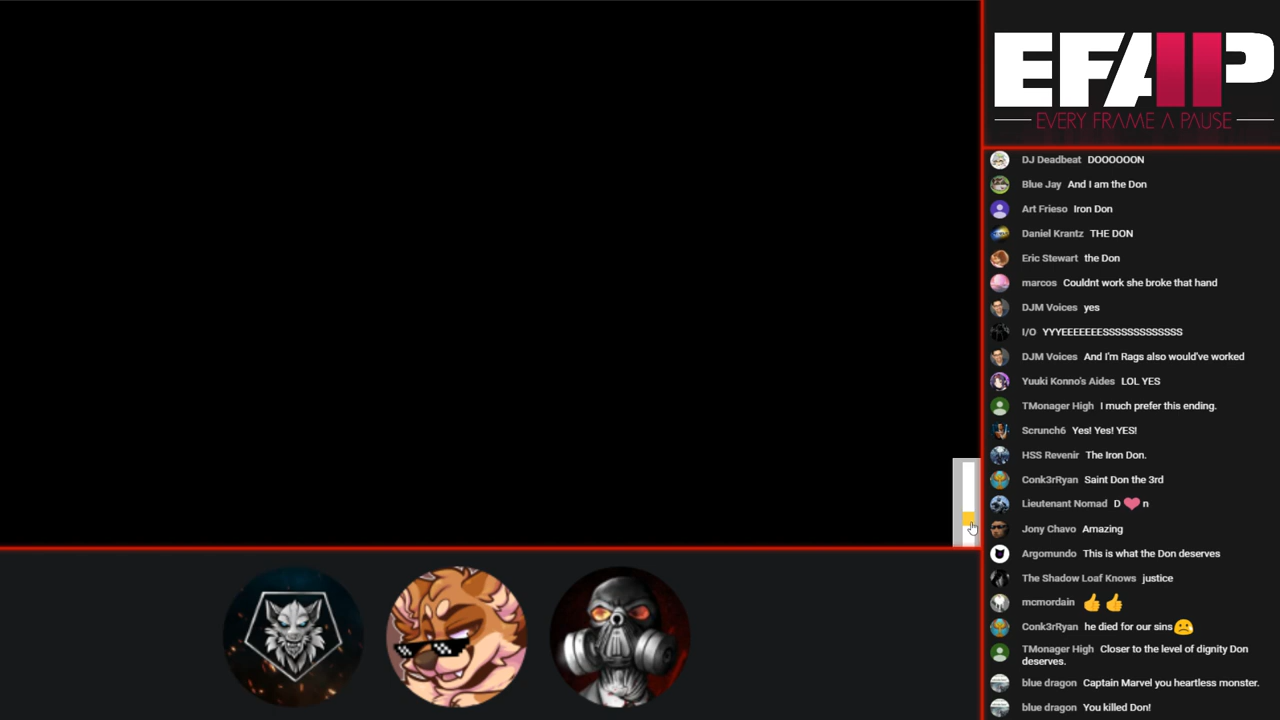 EFAP
EVERY FRAME A PAUSE
DJ Deadbeat DOOOOOON
Blue Jay And I am the Don
Art Frieso Iron Don
Daniel Krantz THE DON
Eric Stewart the Don
marcos Couldnt work she broke that hand
DJM Voices yes
I/O YYYEEEEEEESSSSSSSSSSSSS
DJM Voices And I'm Rags also would've worked
Yuuki Konno's Aides LOL YES
TMonager High I much prefer this ending.
Scrunch6 Yes! Yes! YES!
HSS Revenir The Iron Don.
Conk3rRyan Saint Don the 3rd
Lieutenant Nomad D ❤ n
Jony Chavo Amazing
Argomundo This is what the Don deserves
The Shadow Loaf Knows justice
mcmordain 👍 👍
Conk3rRyan he died for our sins 🙁
TMonager High Closer to the level of dignity Don
deserves.
blue dragon Captain Marvel you heartless monster.
blue dragon You killed Don!